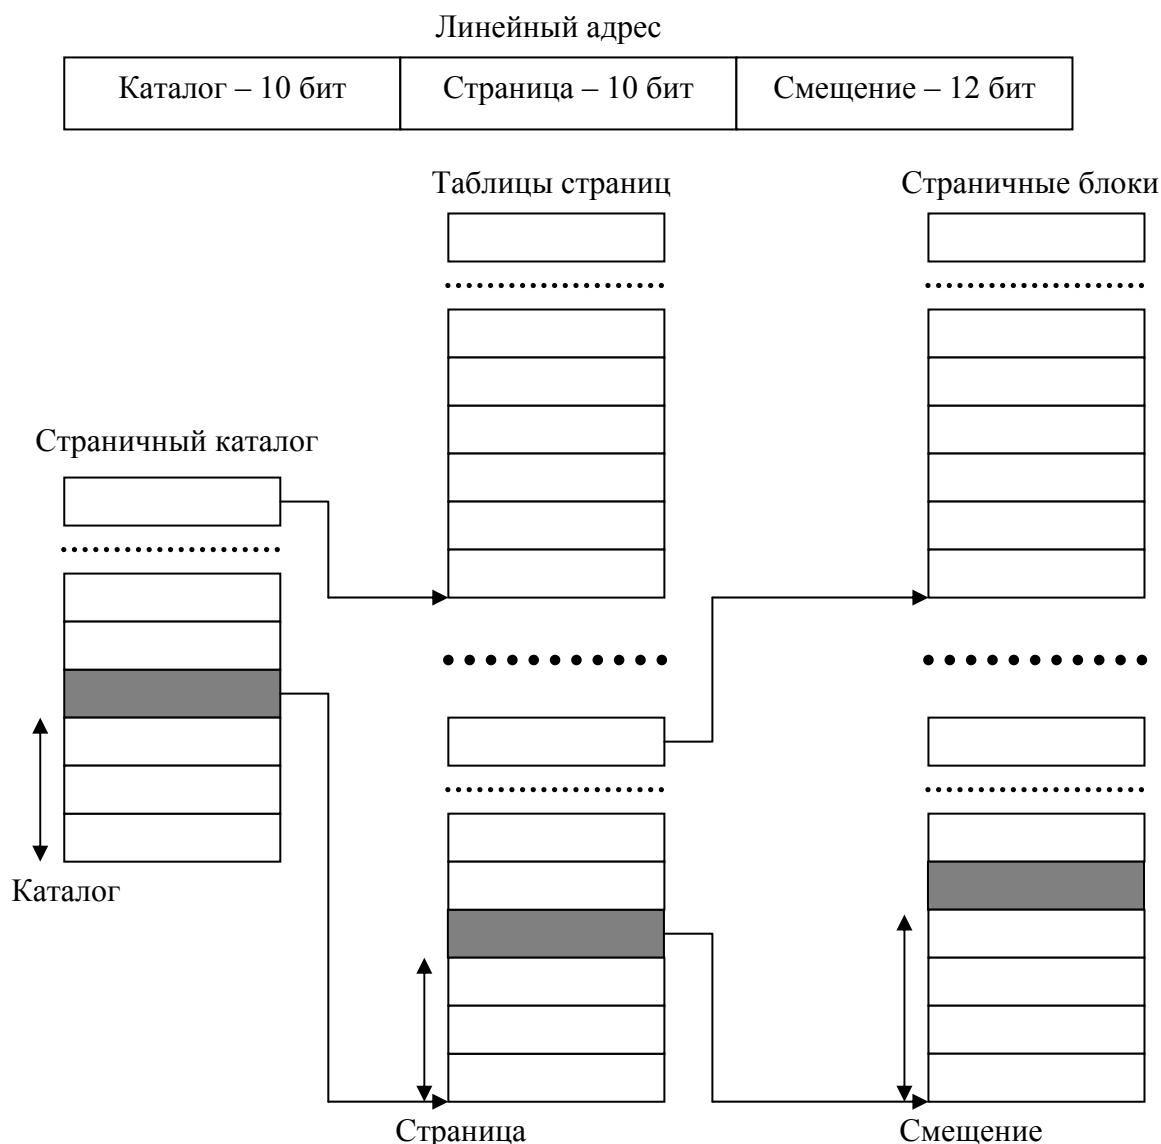 Линейный адрес
Каталог – 10 бит
Страница – 10 бит
Смещение – 12 бит
Таблицы страниц
Страничные блоки
Страничный каталог
Каталог
Страница
Смещение